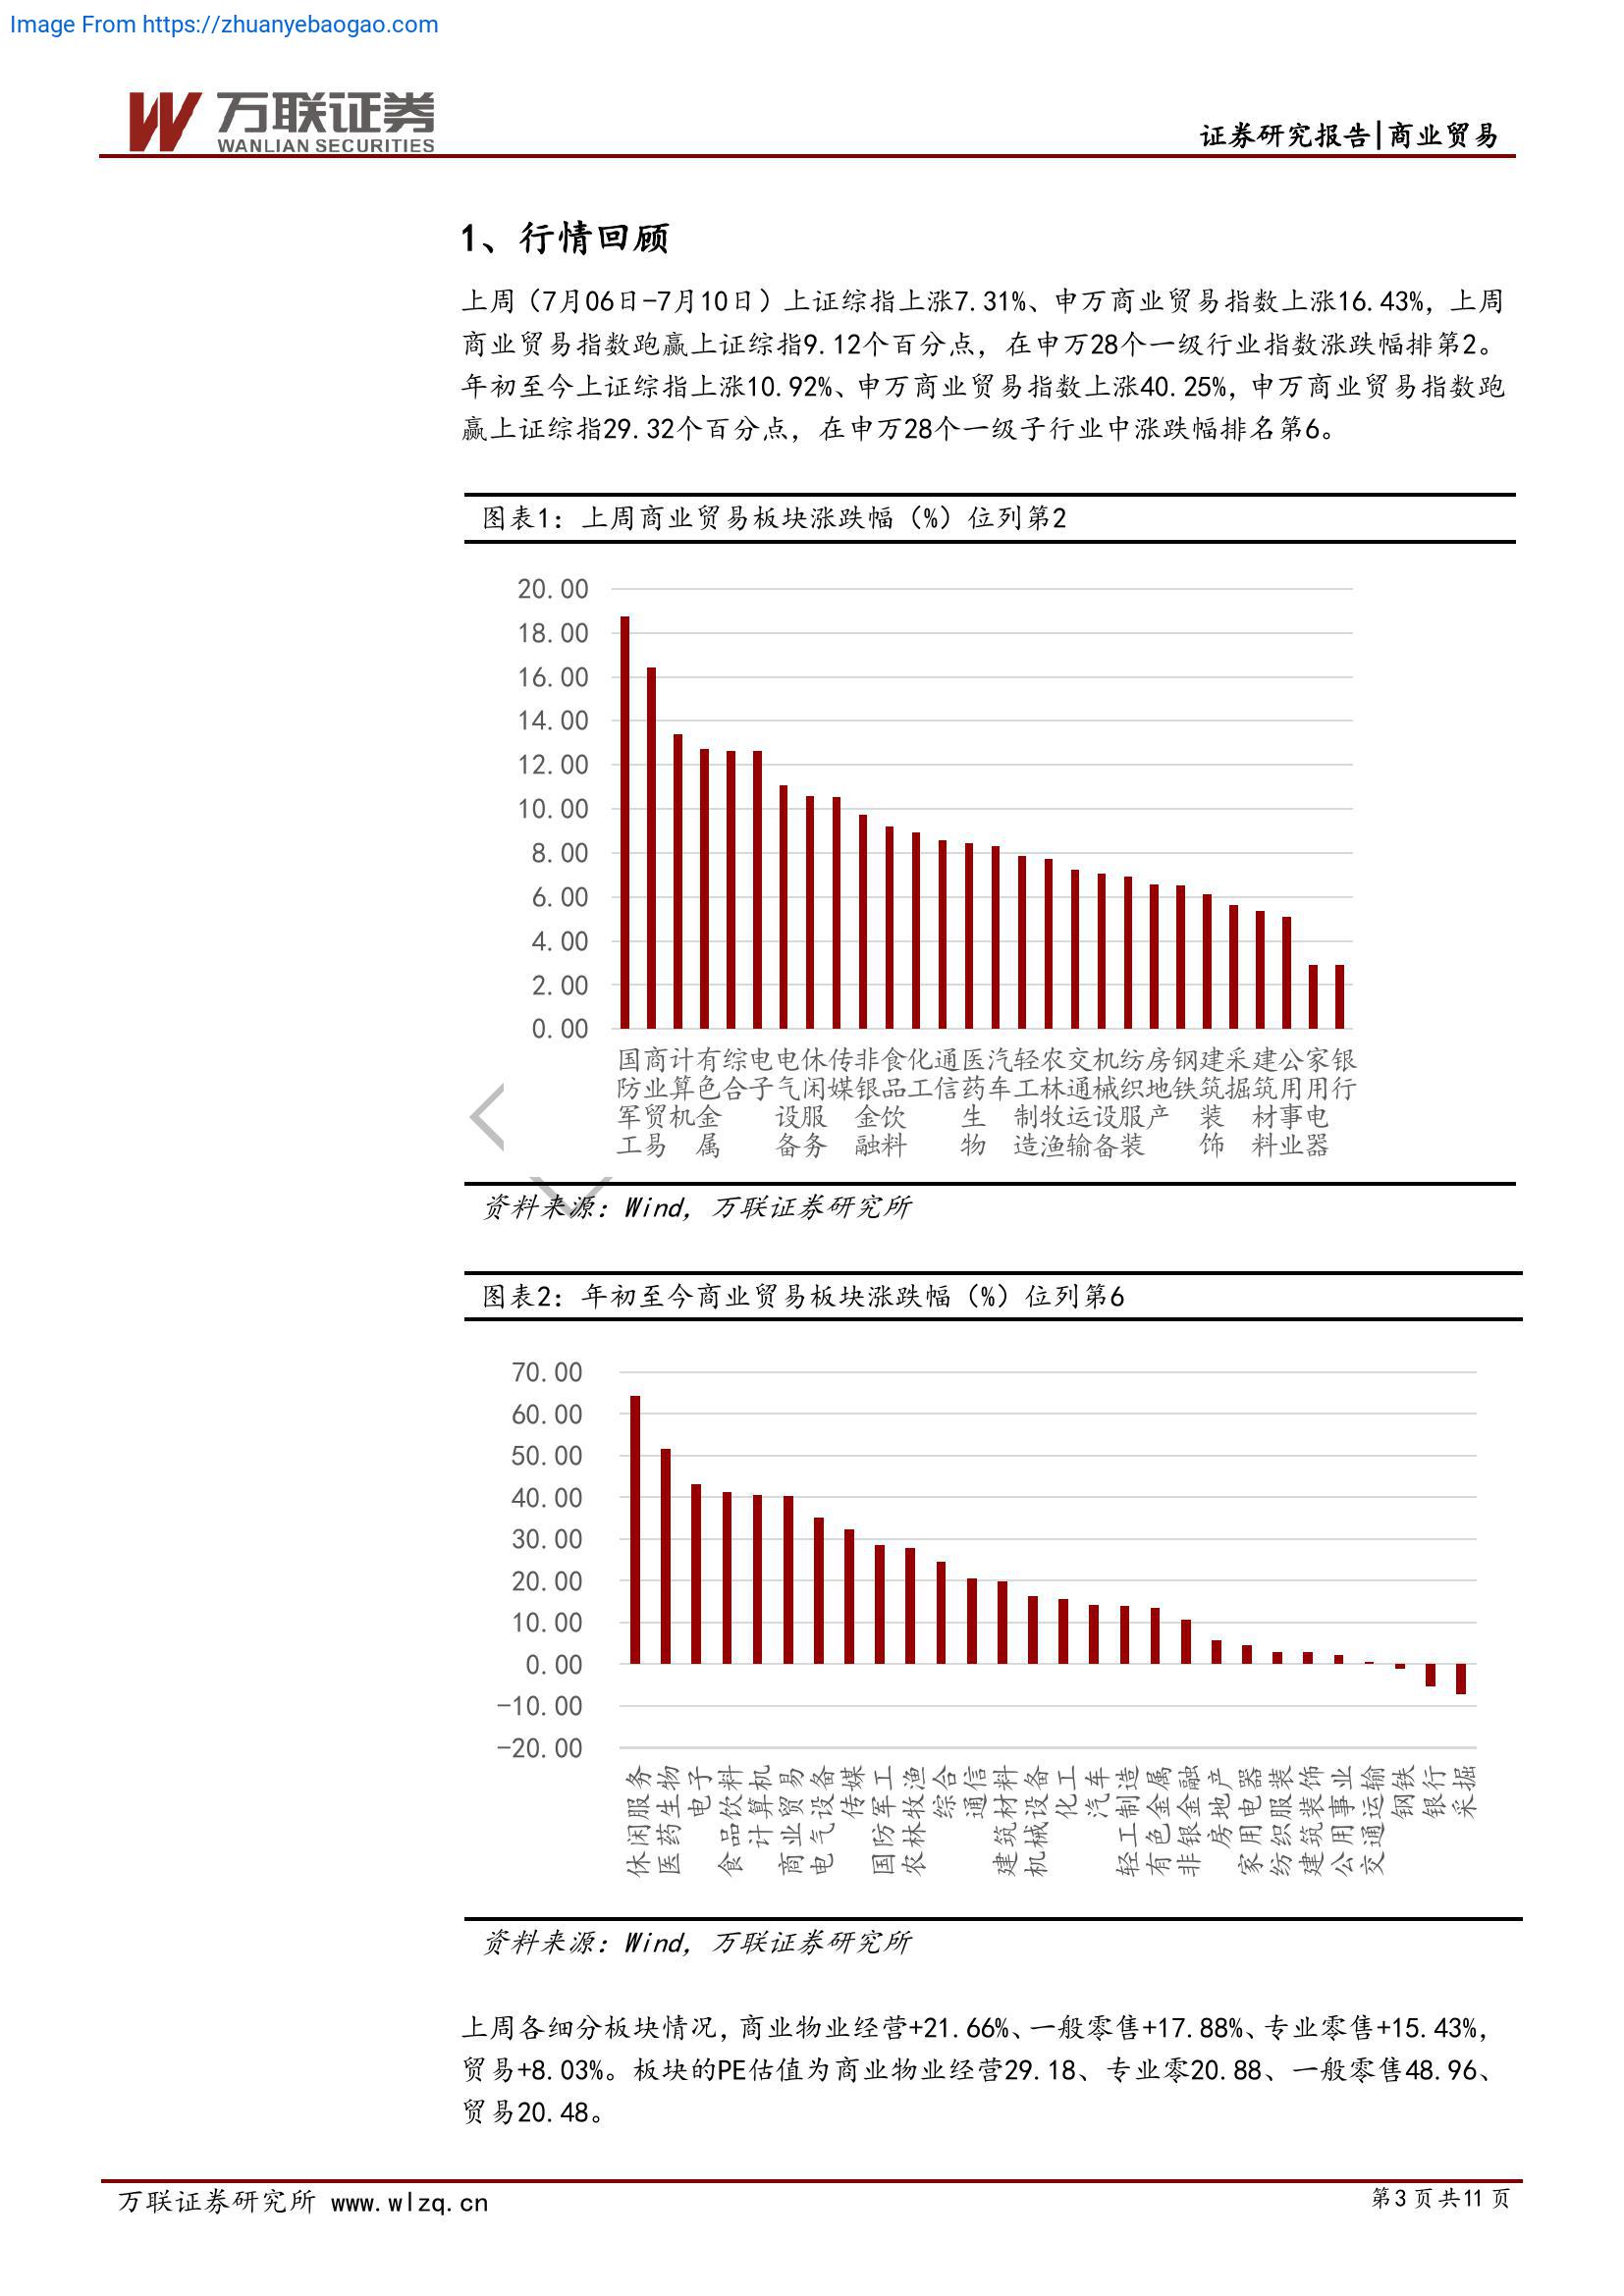 Image From https://zhuanyebaogao.com
万联证券
WANLIAN SECURITIES
证券研究报告|商业贸易
1、行情回顾
上周（7月06日-7月10日）上证综指上涨7.31%、申万商业贸易指数上涨16.43%，上周
商业贸易指数跑赢上证综指9.12个百分点，在申万28个一级行业指数涨跌幅排第2。
年初至今上证综指上涨10.92%、申万商业贸易指数上涨40.25%，申万商业贸易指数跑
赢上证综指29.32个百分点，在申万28个一级子行业中涨跌幅排名第6。
图表1：上周商业贸易板块涨跌幅（%）位列第2
20.00
18.00
16.00
14.00
12.00
10.00
8.00
6.00
4.00
2.00
0.00
国防军工
商业贸易
计算机
有色金属
综合
电子
电气设备
休闲服务
传媒
非银金融
食品饮料
化工
通信
医药生物
汽车
轻工制造
农林牧渔
交通运输
机械设备
纺织服装
房地产
钢铁
建筑装饰
采掘
建筑材料
公用事业
家用电器
银行
资料来源：Wind，万联证券研究所
图表2：年初至今商业贸易板块涨跌幅（%）位列第6
70.00
60.00
50.00
40.00
30.00
20.00
10.00
0.00
-10.00
-20.00
休闲服务
医药生物
电子
食品饮料
计算机
商业贸易
电气设备
传媒
国防军工
农林牧渔
综合
通信
建筑材料
机械设备
化工
汽车
轻工制造
有色金属
非银金融
房地产
家用电器
纺织服装
建筑装饰
公用事业
交通运输
钢铁
银行
采掘
资料来源：Wind，万联证券研究所
上周各细分板块情况，商业物业经营+21.66%、一般零售+17.88%、专业零售+15.43%，
贸易+8.03%。板块的PE估值为商业物业经营29.18、专业零20.88、一般零售48.96、
贸易20.48。
万联证券研究所 www.wlzq.cn
第3页共11页